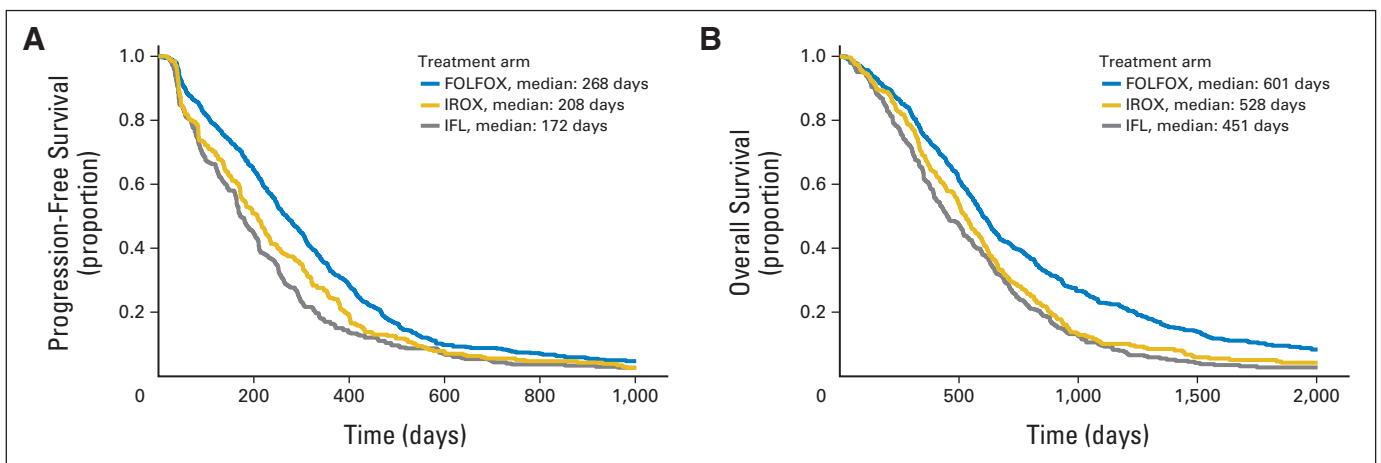 A
Progression-Free Survival
(proportion)
1.0
0.8
0.6
0.4
0.2
0
200
400
600
800
1,000
Time (days)
Treatment arm
FOLFOX, median: 268 days
IROX, median: 208 days
IFL, median: 172 days
B
Overall Survival
(proportion)
1.0
0.8
0.6
0.4
0.2
0
500
1,000
1,500
2,000
Time (days)
Treatment arm
FOLFOX, median: 601 days
IROX, median: 528 days
IFL, median: 451 days